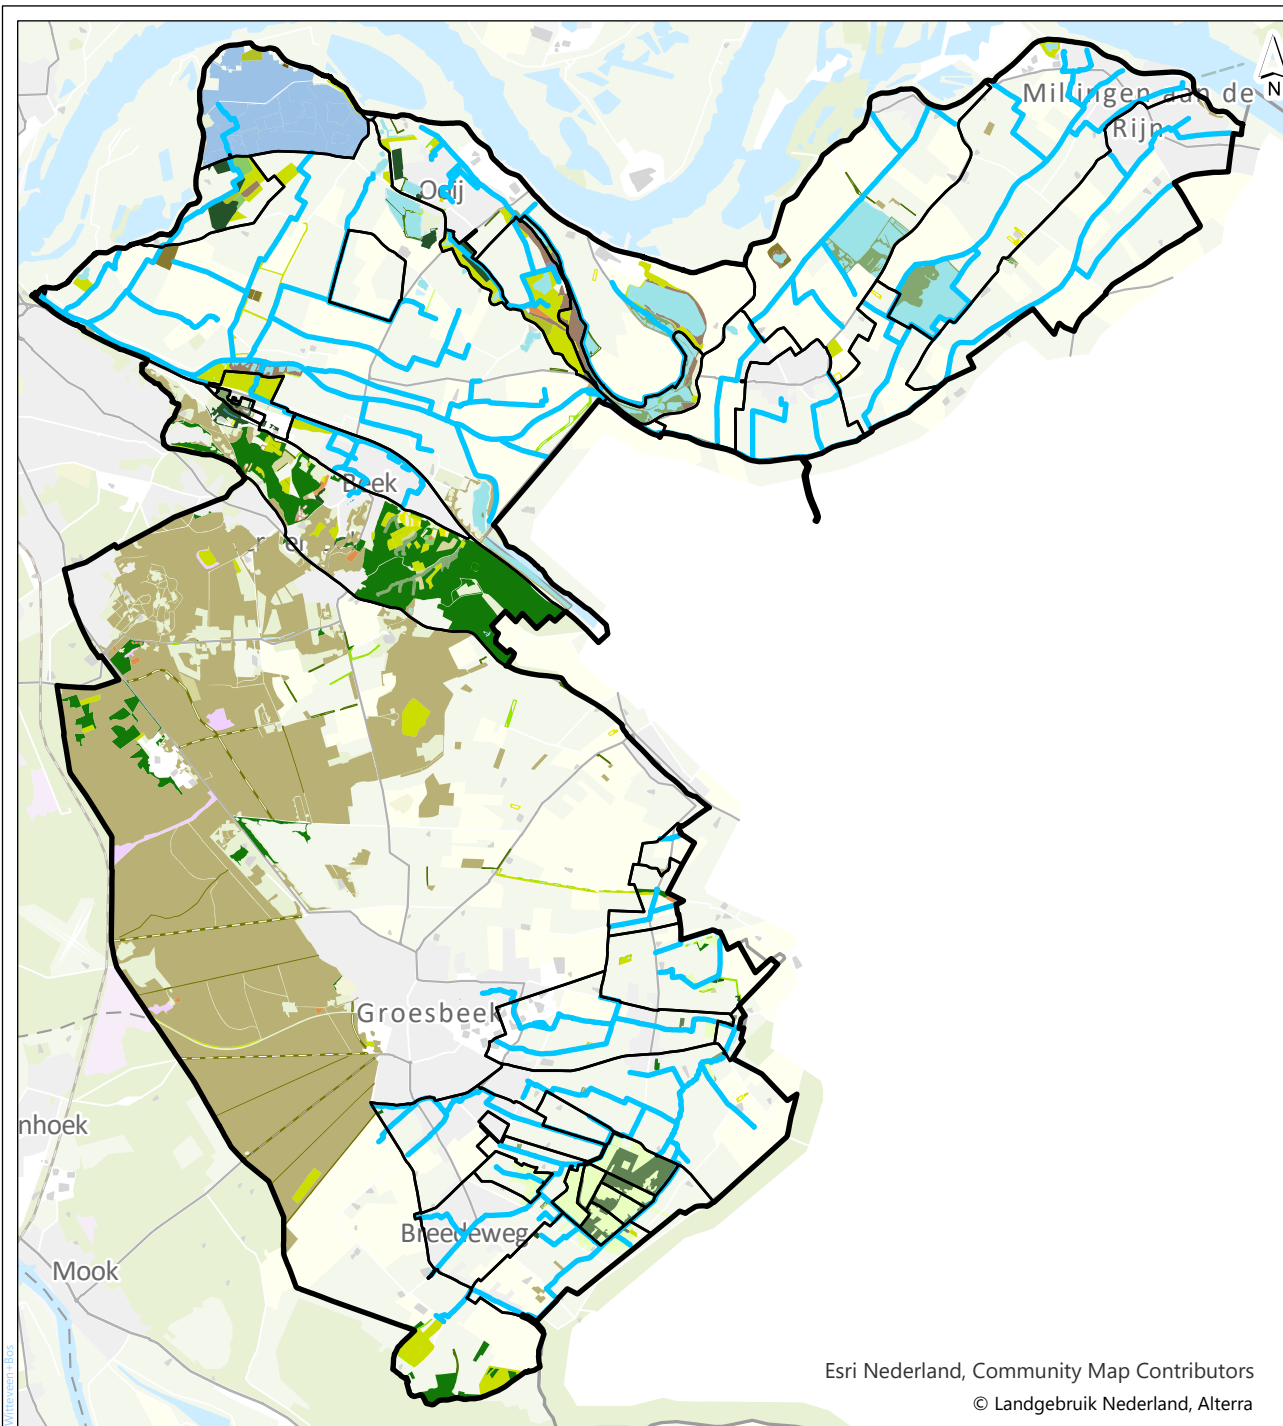 N
Millingen aan de
Rijn
Ooij
Beek
Groesbeek
nhoek
Breedeweg
Mook
Esri Nederland, Community Map Contributors
© Landgebruik Nederland, Alterra
Witteveen+Bos